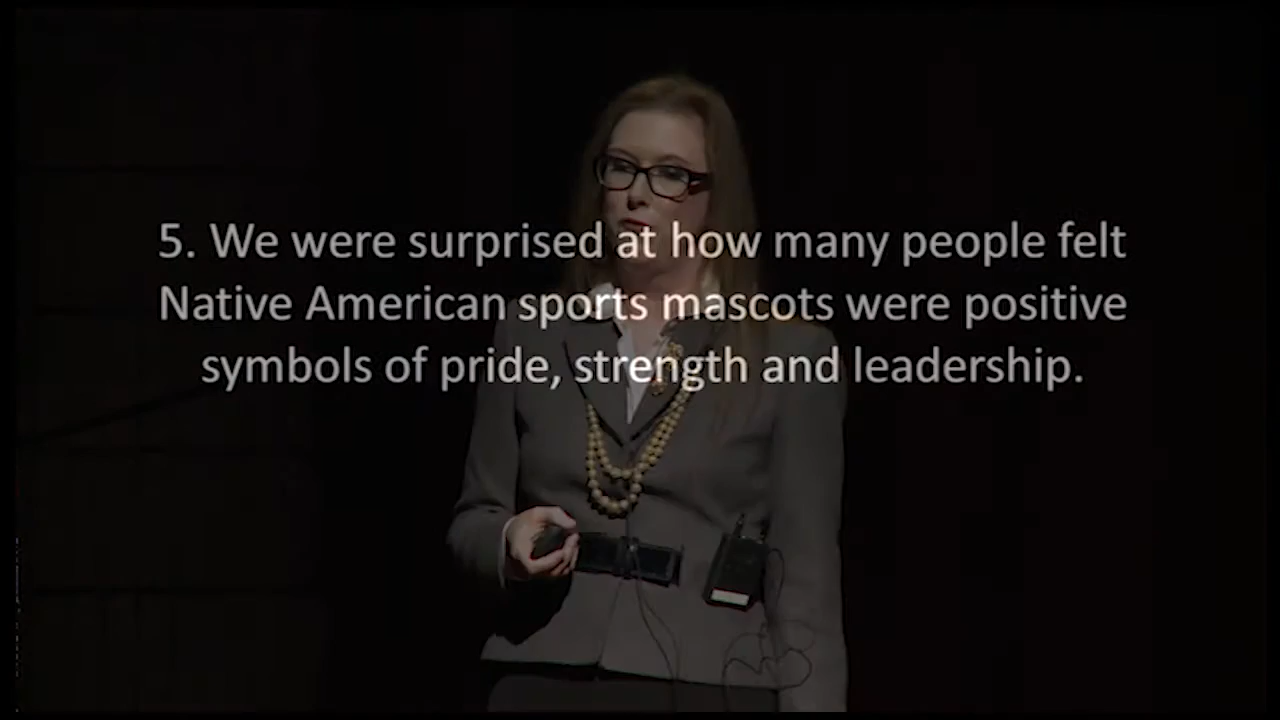 5. We were surprised at how many people felt
Native American sports mascots were positive
symbols of pride, strength and leadership.